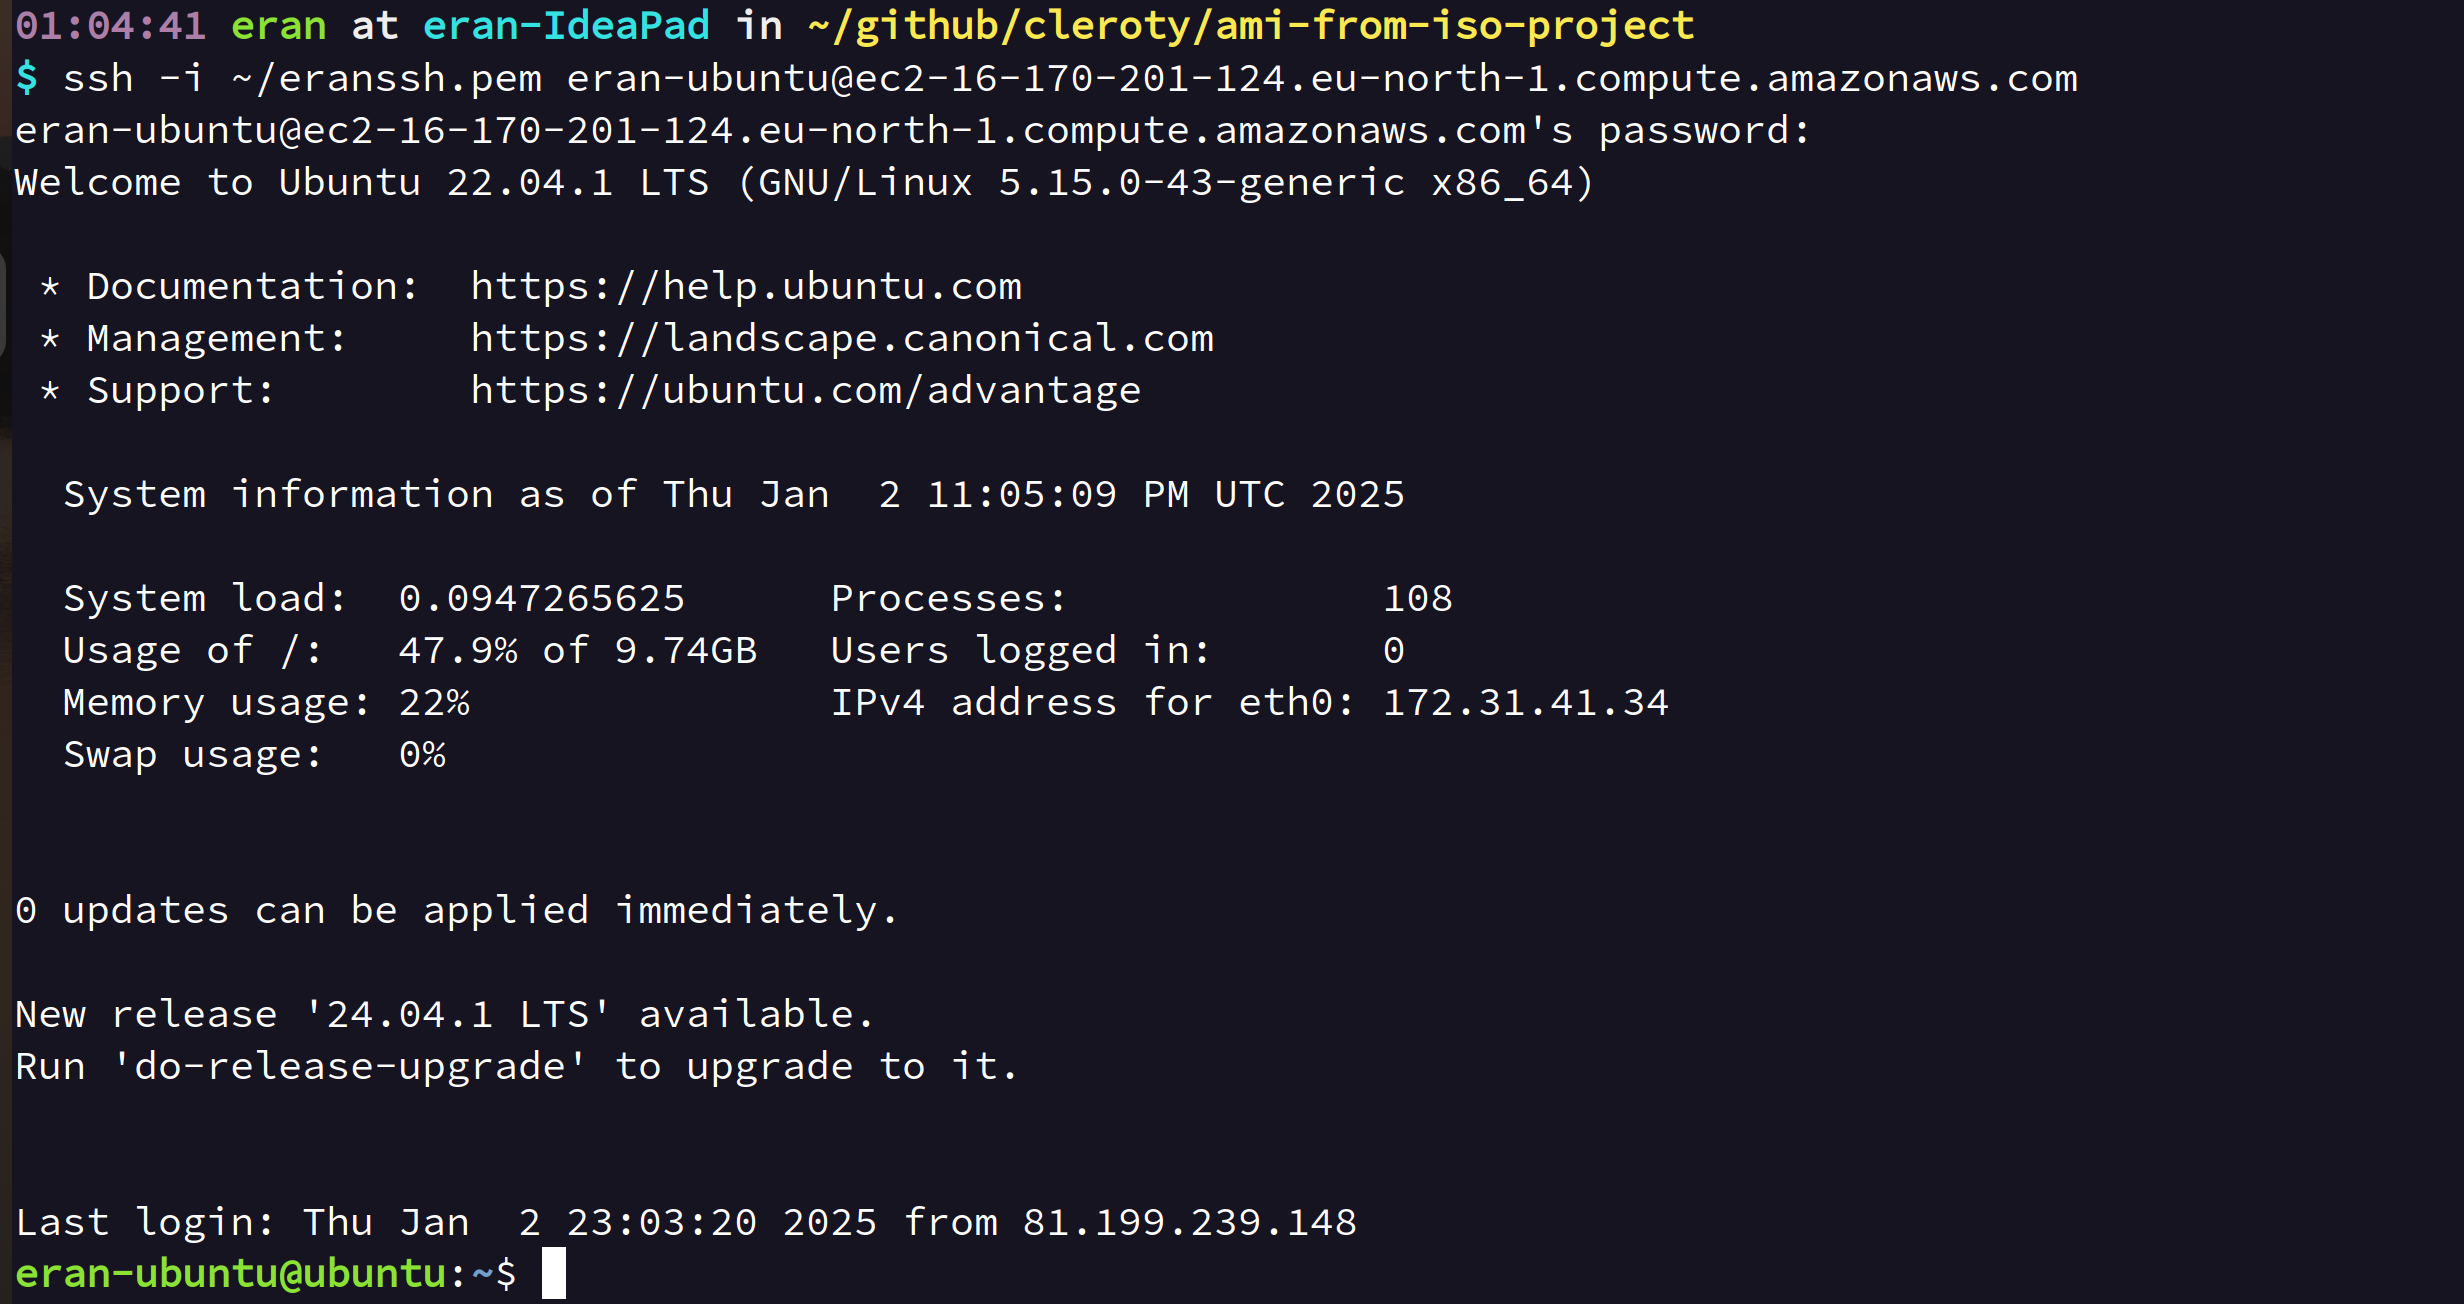 01:04:41 eran at eran-IdeaPad in ~/github/cleroty/ami-from-iso-project
$ ssh -i ~/eranssh.pem eran-ubuntu@ec2-16-170-201-124.eu-north-1.compute.amazonaws.com
eran-ubuntu@ec2-16-170-201-124.eu-north-1.compute.amazonaws.com's password:
Welcome to Ubuntu 22.04.1 LTS (GNU/Linux 5.15.0-43-generic x86_64)

 * Documentation:  https://help.ubuntu.com
 * Management:     https://landscape.canonical.com
 * Support:        https://ubuntu.com/advantage

  System information as of Thu Jan  2 11:05:09 PM UTC 2025

  System load:  0.0947265625      Processes:             108
  Usage of /:   47.9% of 9.74GB   Users logged in:       0
  Memory usage: 22%               IPv4 address for eth0: 172.31.41.34
  Swap usage:   0%


0 updates can be applied immediately.

New release '24.04.1 LTS' available.
Run 'do-release-upgrade' to upgrade to it.


Last login: Thu Jan  2 23:03:20 2025 from 81.199.239.148
eran-ubuntu@ubuntu:~$